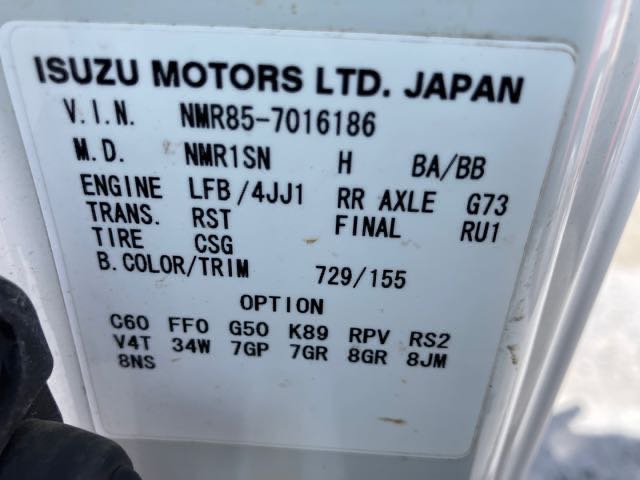 ISUZU MOTORS LTD. JAPAN
V.I.N. NMR85-7016186
M.D. NMR1SN H BA/BB
ENGINE LFB/4JJ1 RR AXLE G73
TRANS. RST FINAL RU1
TIRE CSG
B.COLOR/TRIM 729/155
OPTION
C60 FF0 G50 K89 RPV RS2
V4T 34W 7GP 7GR 8GR 8JM
8NS